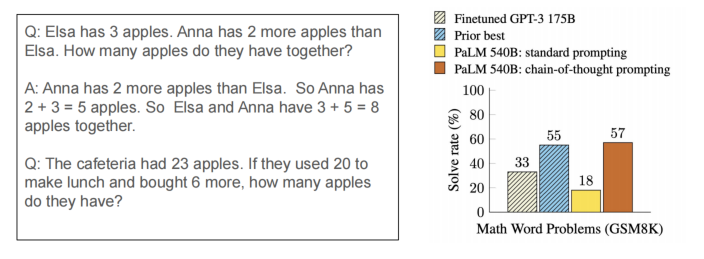 Q: Elsa has 3 apples. Anna has 2 more apples than
Elsa. How many apples do they have together?
A: Anna has 2 more apples than Elsa.  So Anna has
2 + 3 = 5 apples. So  Elsa and Anna have 3 + 5 = 8
apples together.
Q: The cafeteria had 23 apples. If they used 20 to
make lunch and bought 6 more, how many apples
do they have?
Finetuned GPT-3 175B
Prior best
PaLM 540B: standard prompting
PaLM 540B: chain-of-thought prompting
Solve rate (%)
100
80
60
40
20
0
33
55
18
57
Math Word Problems (GSM8K)